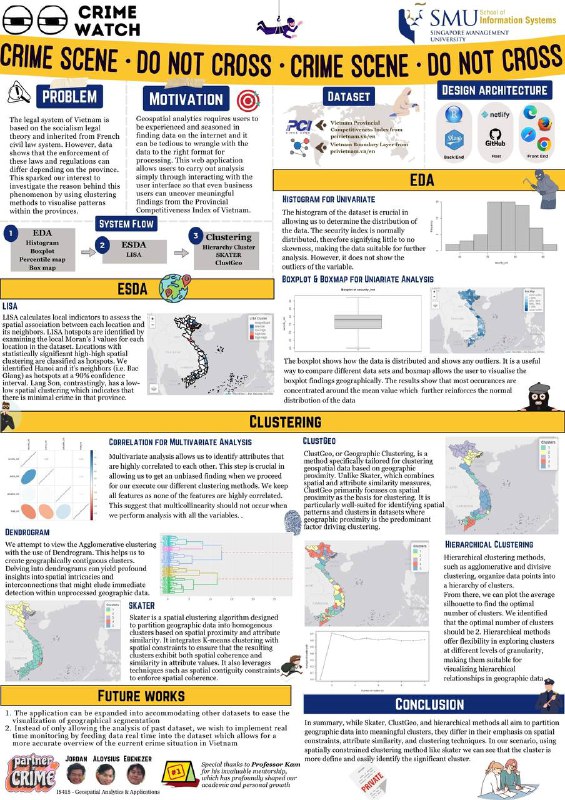 CRIME
WATCH
SMU
SINGAPORE MANAGEMENT
UNIVERSITY
School of
Information Systems
CRIME SCENE · DO NOT CROSS · CRIME SCENE · DO NOT CROSS
PROBLEM
The legal system of Vietnam is
based on the socialism legal
theory and inherited from French
civil law system. However, data
shows that the enforcement of
these laws and regulations can
differ depending on the province.
This sparked our interest to
investigate the reason behind this
phenomenon by using clustering
methods to visualise patterns
within the provinces.
MOTIVATION
Geospatial analytics requires users to
be experienced and seasoned in
finding data on the internet and it
can be tedious to wrangle with the
data to the right format for
processing. This web application
allows users to carry out analysis
simply through interacting with the
user interface so that even business
users can uncover meaningful
findings from the Provincial
Competitiveness Index of Vietnam.
DATASET
PCI
Vietnam Provincial
Competitiveness Index from
pcivietnam.vn/en
Vietnam Boundary Layer from
pcivietnam.vn/en
DESIGN ARCHITECTURE
netlify
GitHub
Back End
Host
Front End
SYSTEM FLOW
1
EDA
Histogram
Boxplot
Percentile map
Box map
2
ESDA
LISA
3
Clustering
Hierarchy Cluster
SKATER
ClustGeo
EDA
HISTOGRAM FOR UNIVARIATE
The histogram of the dataset is crucial in
allowing us to determine the distribution of
the data. The security index is normally
distributed, therefore signifying little to no
skewness, making the data suitable for further
analysis. However, it does not show the
outliers of the variable.
BOXPLOT & BOXMAP FOR UNIARIATE ANALYSIS
The boxplot shows how the data is distributed and shows any outliers. It is a useful
way to compare different data sets and boxmap allows the user to visualise the
boxplot findings geographically. The results show that most occurances are
concentrated around the mean value which further reinforces the normal
distribution of the data
ESDA
LISA
LISA calculates local indicators to assess the
spatial association between each location and
its neighbors. LISA hotspots are identified by
examining the local Moran's I values for each
location in the dataset. Locations with
statistically significant high-high spatial
clustering are classified as hotspots. We
identified Hanoi and it's neighbors (i.e. Bac
Giang) as hotspots at a 90% confidence
interval. Lang Son, contrastingly, has a low-
low spatial clustering which indicates that
there is minimal crime in that province.
CLUSTERING
CORRELATION FOR MULTIVARIATE ANALYSIS
Multivariate analysis allows us to identify attributes that
are highly correlated to each other. This step is crucial in
allowing us to get an unbiased finding when we proceed
for our execute our different clustering methods. We keep
all features as none of the features are highly correlated.
This suggest that multicollinearity should not occur when
we perform analysis with all the variables...
CLUSTGEO
ClustGeo, or Geographic Clustering, is a
method specifically tailored for clustering
geospatial data based on geographic
proximity. Unlike Skater, which combines
spatial and attribute similarity measures,
ClustGeo primarily focuses on spatial
proximity as the basis for clustering. It is
particularly well-suited for identifying spatial
patterns and clusters in datasets where
geographic proximity is the predominant
factor driving clustering.
DENDROGRAM
We attempt to view the Agglomerative clustering
with the use of Dendrogram. This helps us to
create geographically contiguous clusters.
Delving into dendrograms can yield profound
insights into spatial intricacies and
interconnections that might elude immediate
detection within unprocessed geographic data.
HIERARCHICAL CLUSTERING
Hierarchical clustering methods,
such as agglomerative and divisive
clustering, organize data points into
a hierarchy of clusters.
From there, we can plot the average
silhouette to find the optimal
number of clusters. We identified
that the optimal number of clusters
should be 2. Hierarchical methods
offer flexibility in exploring clusters
at different levels of granularity,
making them suitable for
visualizing hierarchical
relationships in geographic data.
SKATER
Skater is a spatial clustering algorithm designed
to partition geographic data into homogenous
clusters based on spatial proximity and attribute
similarity. It integrates K-means clustering with
spatial constraints to ensure that the resulting
clusters exhibit both spatial coherence and
similarity in attribute values. It also leverages
techniques such as spatial contiguity constraints
to enforce spatial coherence.
FUTURE WORKS
1. The application can be expanded into accommodating other datasets to ease the
visualization of geographical segmentation
2. Instead of only allowing the analysis of past dataset, we wish to implement real
time monitoring by feeding data real time into the dataset which allows for a
more accurate overview of the current crime situation in Vietnam
CONCLUSION
In summary, while Skater, ClustGeo, and hierarchical methods all aim to partition
geographic data into meaningful clusters, they differ in their emphasis on spatial
constraints, attribute similarity, and clustering techniques. In our scenario, using
spatially constrained clustering method like skater we can see that the cluster is
more define and easily identify the significant cluster.
partner
in
CRIME
JORDAN ALOYSIUS EBENEZER
IS415 - Geospatial Analytics & Applications
#1
Special thanks to Professor Kam
for his invaluable mentorship,
which has profoundly shaped our
academic and personal growth
PRIVATE